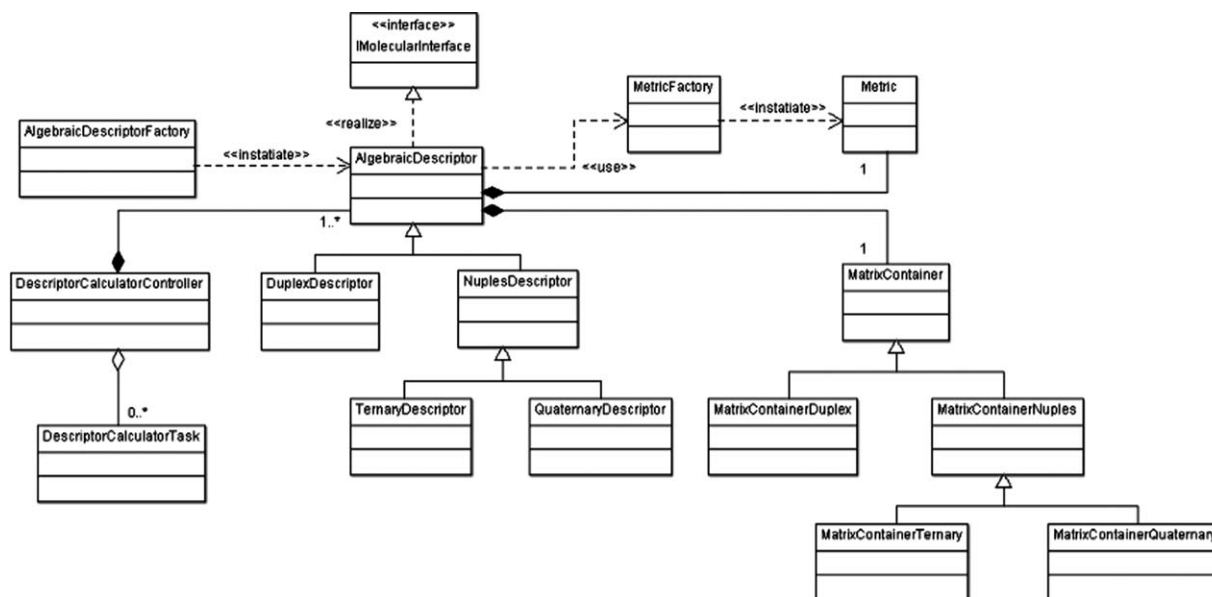 <<interface>>
IMolecularInterface
MetricFactory
<<instatiate>>
Metric
<<realize>>
AlgebraicDescriptorFactory
<<instatiate>>
AlgebraicDescriptor
<<use>>
1
1..*
1
DescriptorCalculatorController
DuplexDescriptor
NuplesDescriptor
MatrixContainer
0..*
TernaryDescriptor
QuaternaryDescriptor
MatrixContainerDuplex
MatrixContainerNuples
DescriptorCalculatorTask
MatrixContainerTernary
MatrixContainerQuaternary